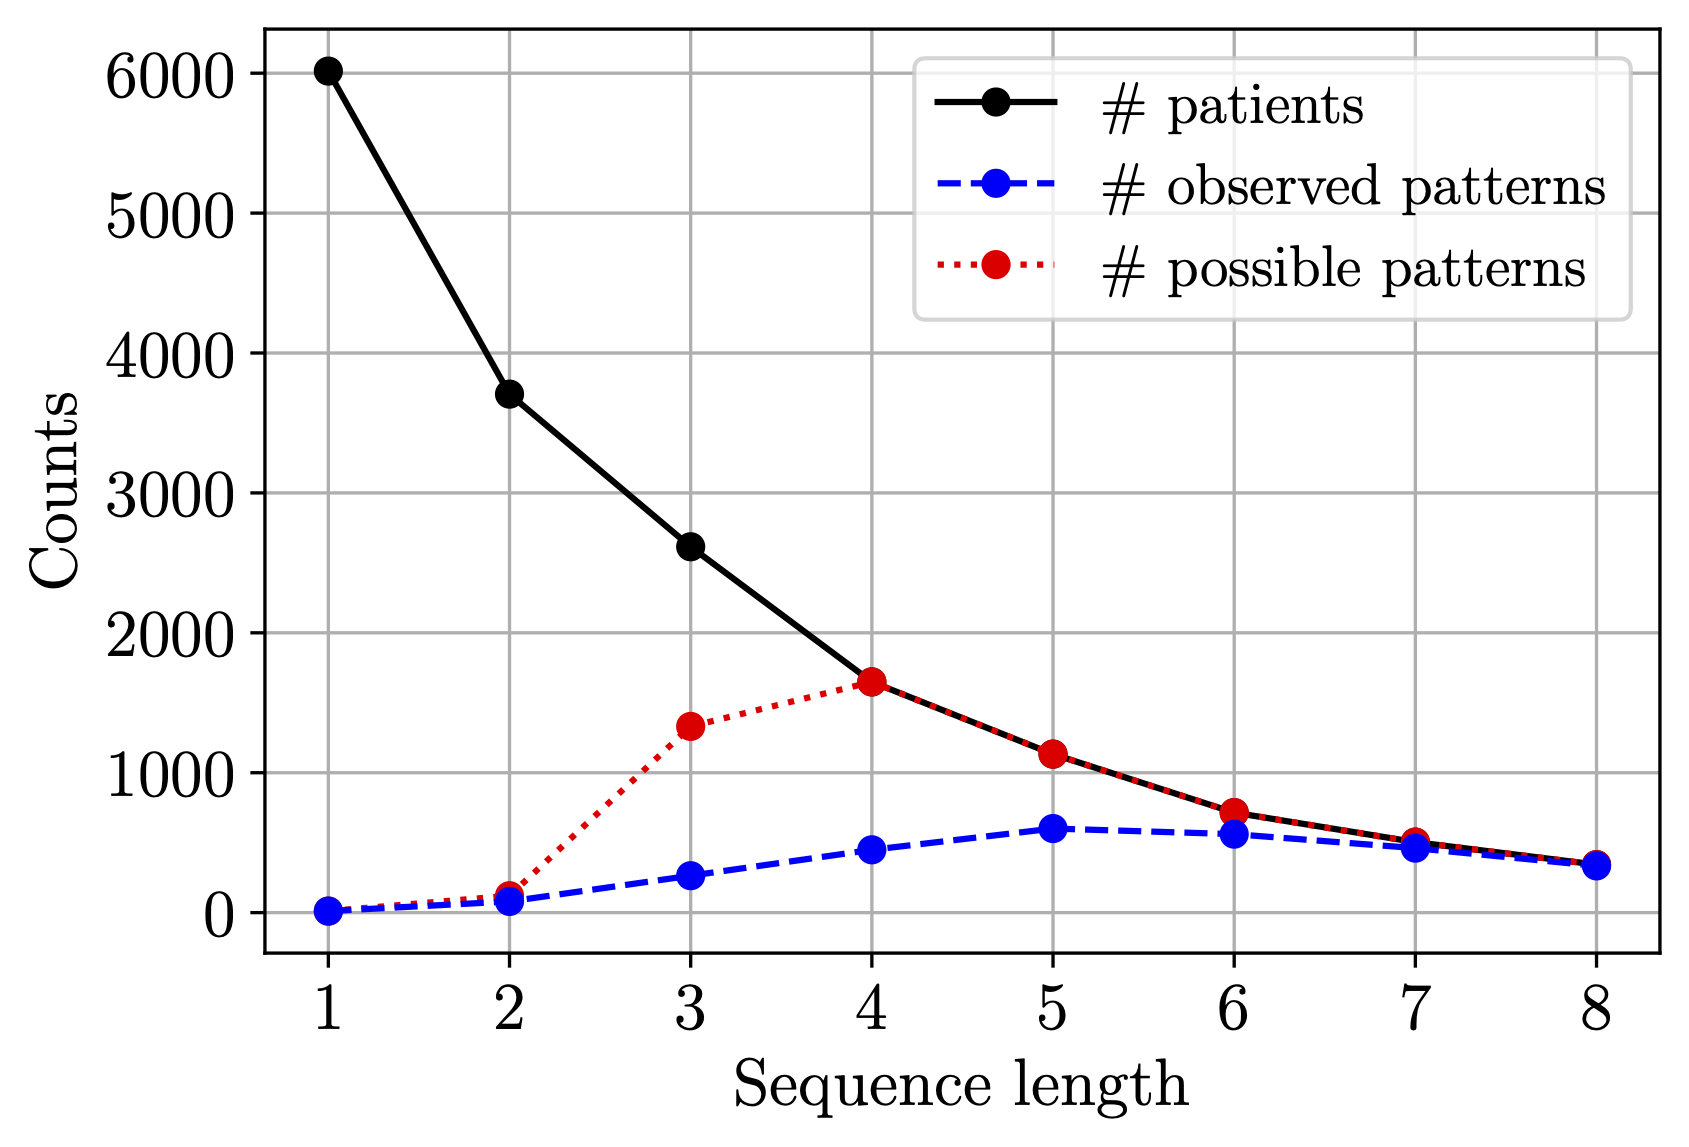 # patients
# observed patterns
# possible patterns
Counts
6000
5000
4000
3000
2000
1000
0
1 2 3 4 5 6 7 8
Sequence length